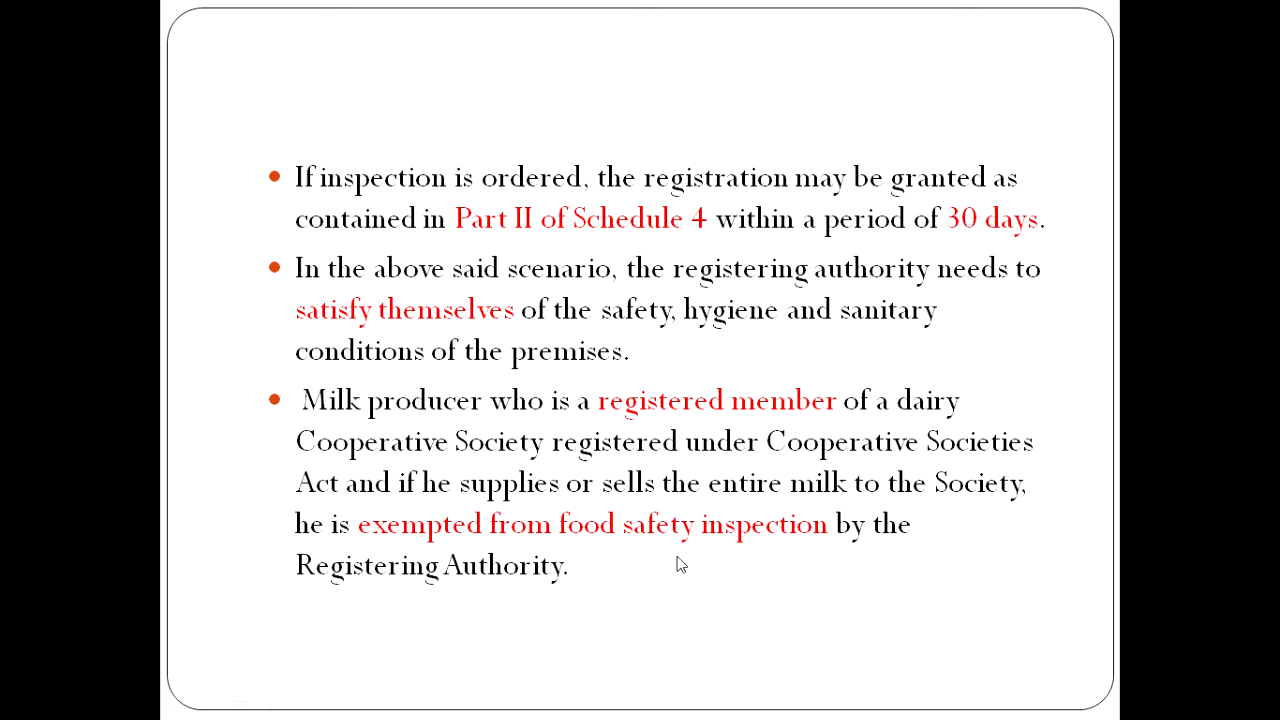 • If inspection is ordered, the registration may be granted as
contained in Part II of Schedule 4 within a period of 30 days.
• In the above said scenario, the registering authority needs to
satisfy themselves of the safety, hygiene and sanitary
conditions of the premises.
• Milk producer who is a registered member of a dairy
Cooperative Society registered under Cooperative Societies
Act and if he supplies or sells the entire milk to the Society,
he is exempted from food safety inspection by the
Registering Authority.